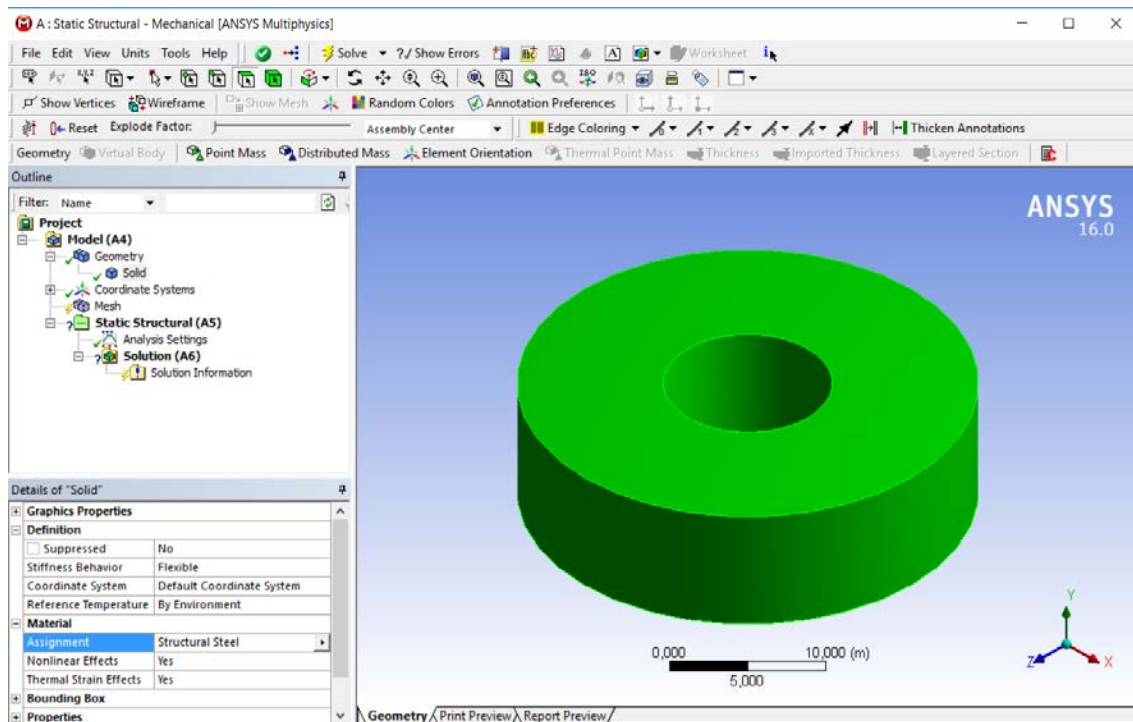 A : Static Structural - Mechanical [ANSYS Multiphysics]
File Edit View Units Tools Help Solve ?/ Show Errors Worksheet
Show Vertices Wireframe Show Mesh Random Colors Annotation Preferences
Reset Explode Factor: Assembly Center Edge Coloring Thicken Annotations
Geometry Virtual Body Point Mass Distributed Mass Element Orientation Thermal Point Mass Thickness Imported Thickness Layered Section
Outline
Filter: Name
Project
Model (A4)
Geometry
Solid
Coordinate Systems
Mesh
Static Structural (A5)
Analysis Settings
Solution (A6)
Solution Information
Details of "Solid"
Graphics Properties
Definition
Suppressed No
Stiffness Behavior Flexible
Coordinate System Default Coordinate System
Reference Temperature By Environment
Material
Assignment Structural Steel
Nonlinear Effects Yes
Thermal Strain Effects Yes
Bounding Box
Properties
ANSYS
16.0
0,000 10,000 (m)
5,000
Y
Z X
Geometry Print Preview Report Preview